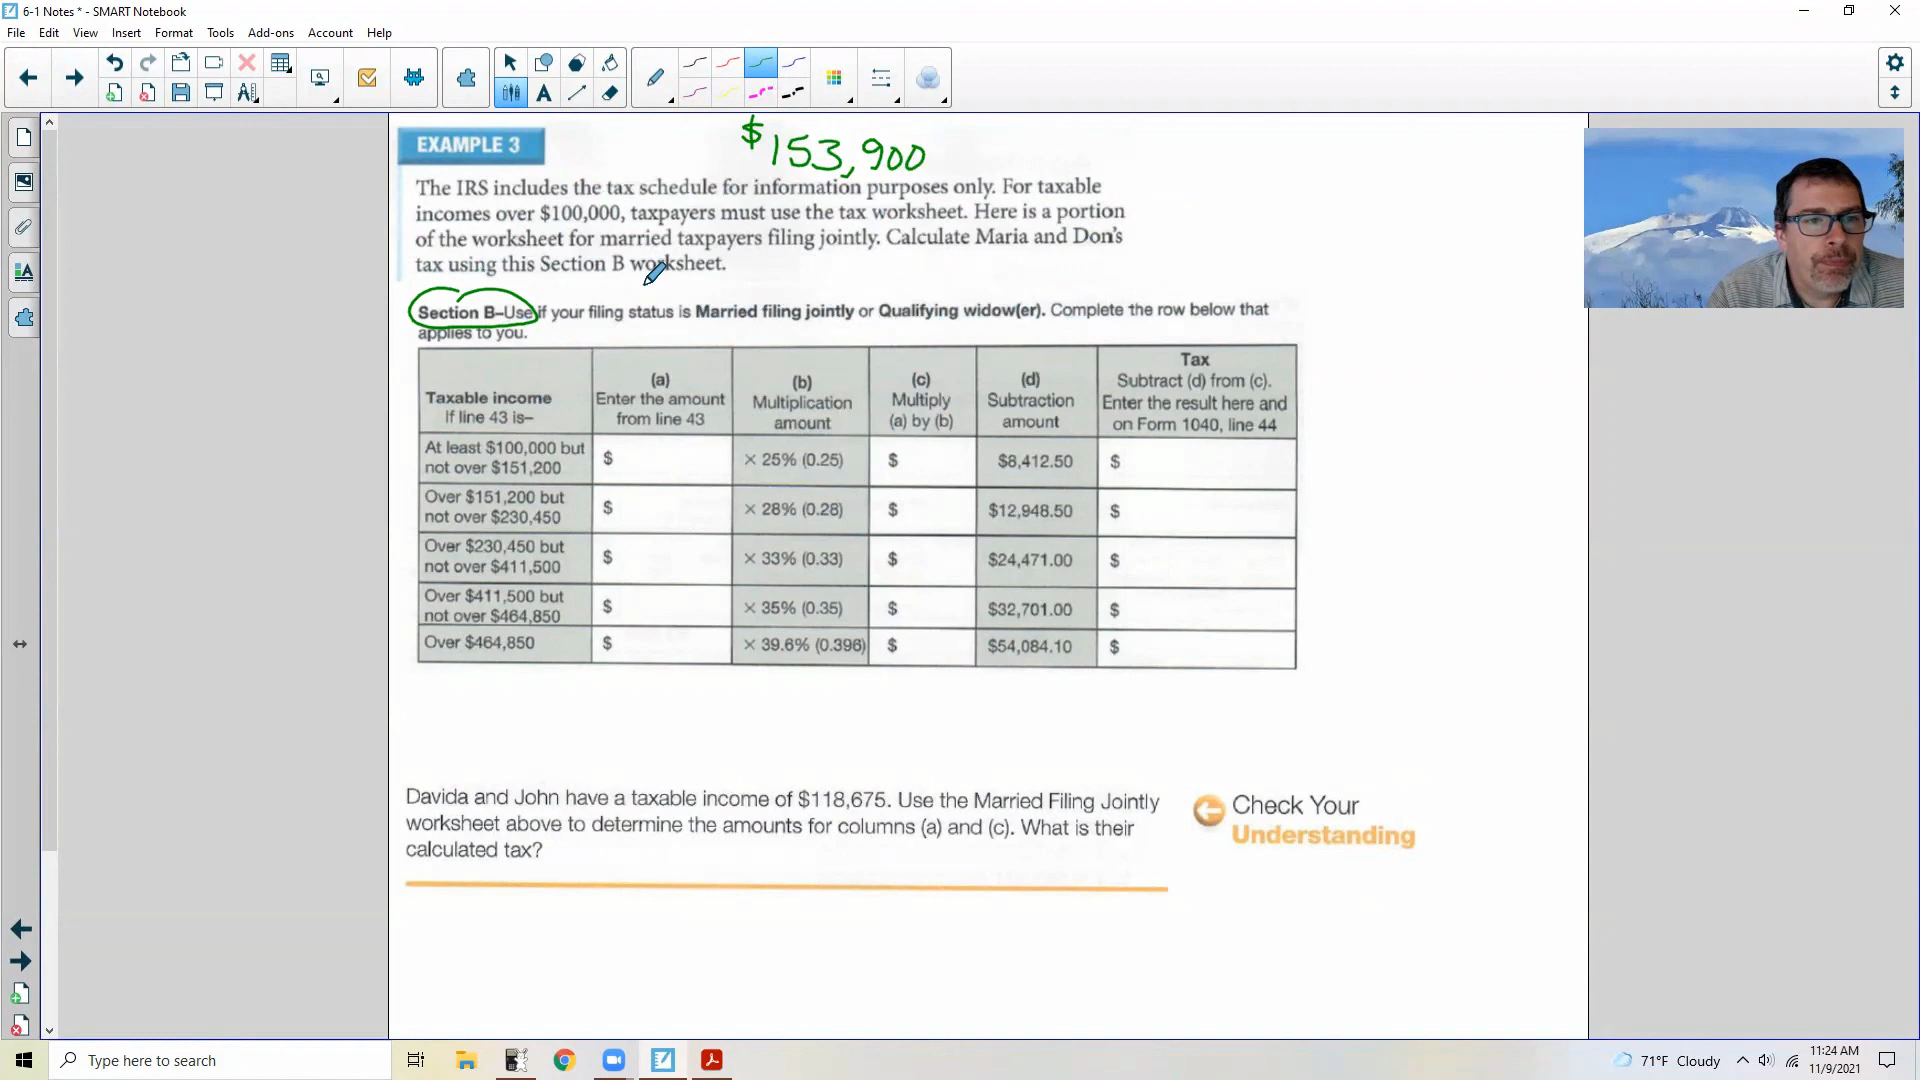 6-1 Notes * - SMART Notebook
File Edit View Insert Format Tools Add-ons Account Help
EXAMPLE 3
$153,900
The IRS includes the tax schedule for information purposes only. For taxable
incomes over $100,000, taxpayers must use the tax worksheet. Here is a portion
of the worksheet for married taxpayers filing jointly. Calculate Maria and Don's
tax using this Section B worksheet.
Section B–Use if your filing status is Married filing jointly or Qualifying widow(er). Complete the row below that
applies to you.
Taxable income
If line 43 is–
(a)
Enter the amount
from line 43
(b)
Multiplication
amount
(c)
Multiply
(a) by (b)
(d)
Subtraction
amount
Tax
Subtract (d) from (c).
Enter the result here and
on Form 1040, line 44
At least $100,000 but
not over $151,200
$
× 25% (0.25)
$
$8,412.50
$
Over $151,200 but
not over $230,450
$
× 28% (0.28)
$
$12,948.50
$
Over $230,450 but
not over $411,500
$
× 33% (0.33)
$
$24,471.00
$
Over $411,500 but
not over $464,850
$
× 35% (0.35)
$
$32,701.00
$
Over $464,850
$
× 39.6% (0.396)
$
$54,084.10
$
Davida and John have a taxable income of $118,675. Use the Married Filing Jointly
worksheet above to determine the amounts for columns (a) and (c). What is their
calculated tax?
Check Your
Understanding
Type here to search
71°F Cloudy
11:24 AM
11/9/2021